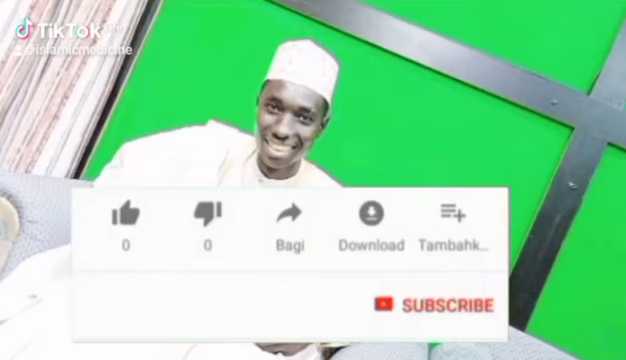 TikTok
@islamicmedicine
0
0
Bagi
Download
Tambahk...
SUBSCRIBE